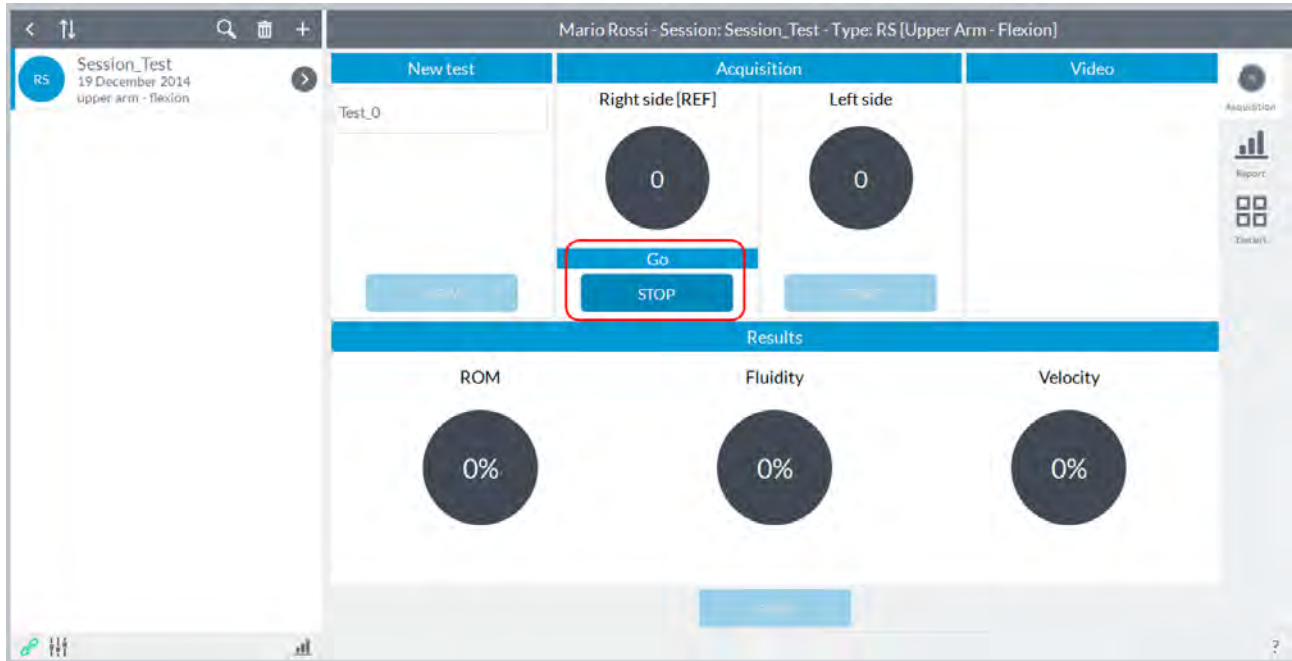 Mario Rossi - Session: Session_Test - Type: RS [Upper Arm - Flexion]
RS
Session_Test
19 December 2014
upper arm - flexion
New test
Acquisition
Video
Test_0
Right side [REF]
Left side
0
0
Go
STOP
Acquisition
Report
Results
ROM
Fluidity
Velocity
0%
0%
0%
?